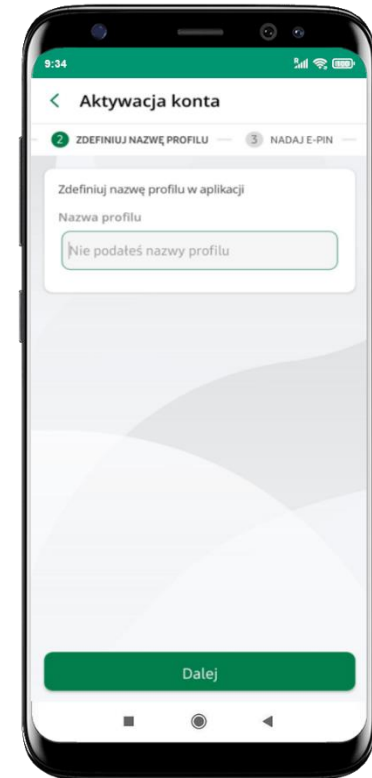 9:34
Aktywacja konta
2 ZDEFINIUJ NAZWĘ PROFILU 3 NADAJ E-PIN
Zdefiniuj nazwę profilu w aplikacji
Nazwa profilu
Nie podałeś nazwy profilu
Dalej